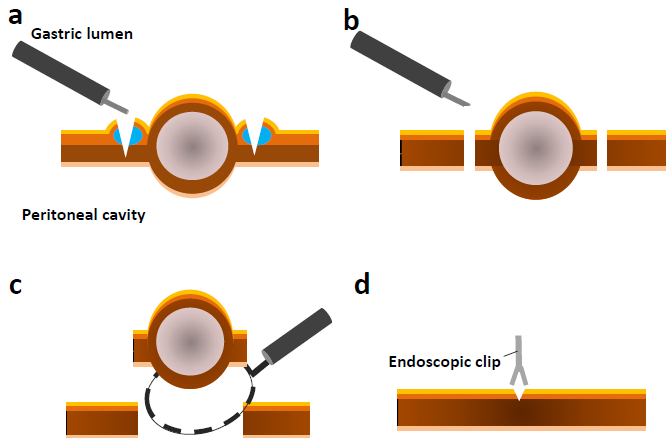 a
Gastric lumen
Peritoneal cavity
b
c
d
Endoscopic clip